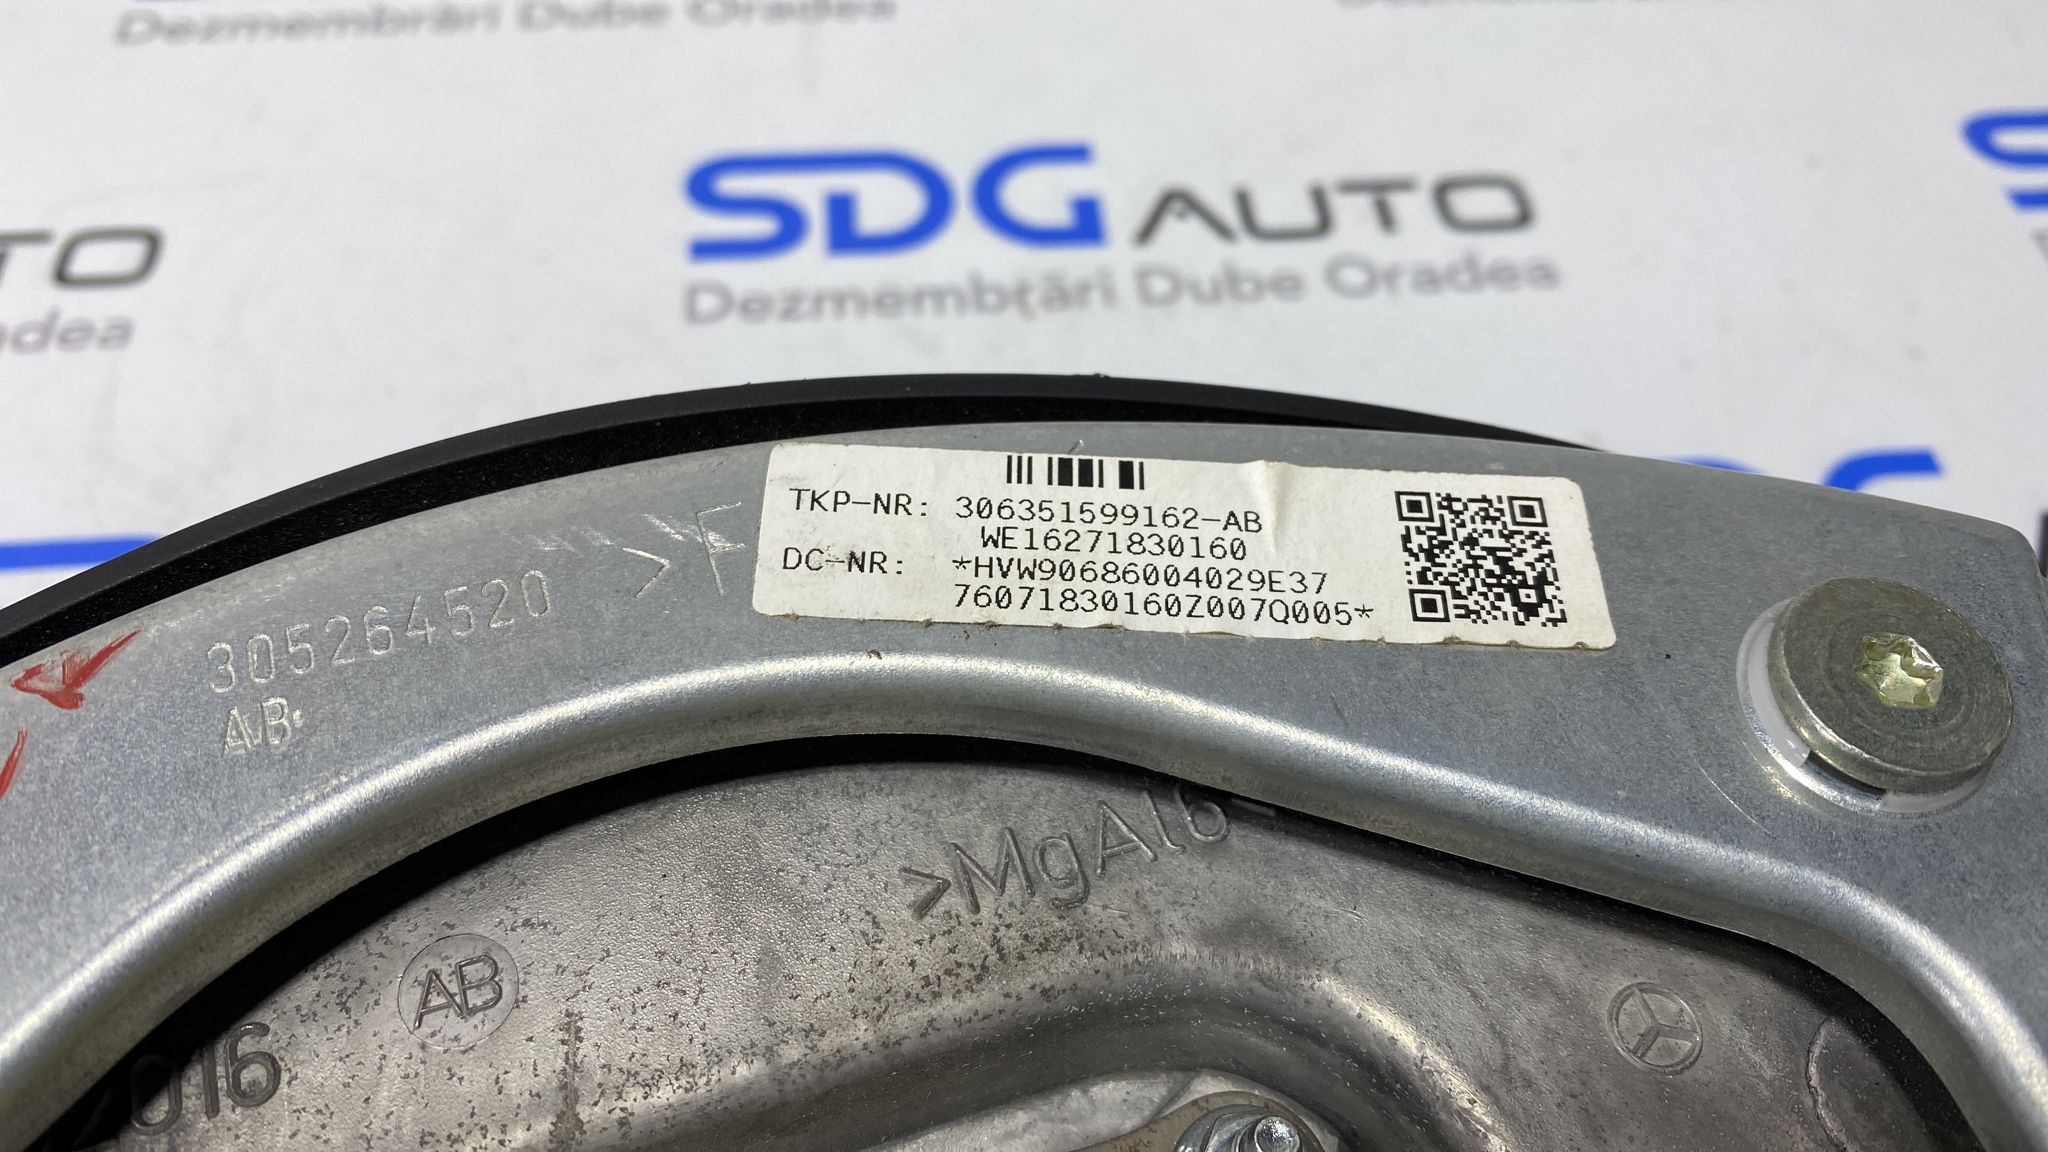 Dezmembrări Dube Oradea
SDG AUTO
Dezmembrări Dube Oradea
TO
adea
TKP-NR: 306351599162-AB
WE16271830160
DC-NR: *HVW90686004029E37
76071830160Z007Q005*
>F
305264520
AB
>MgAl6-
AB
2016